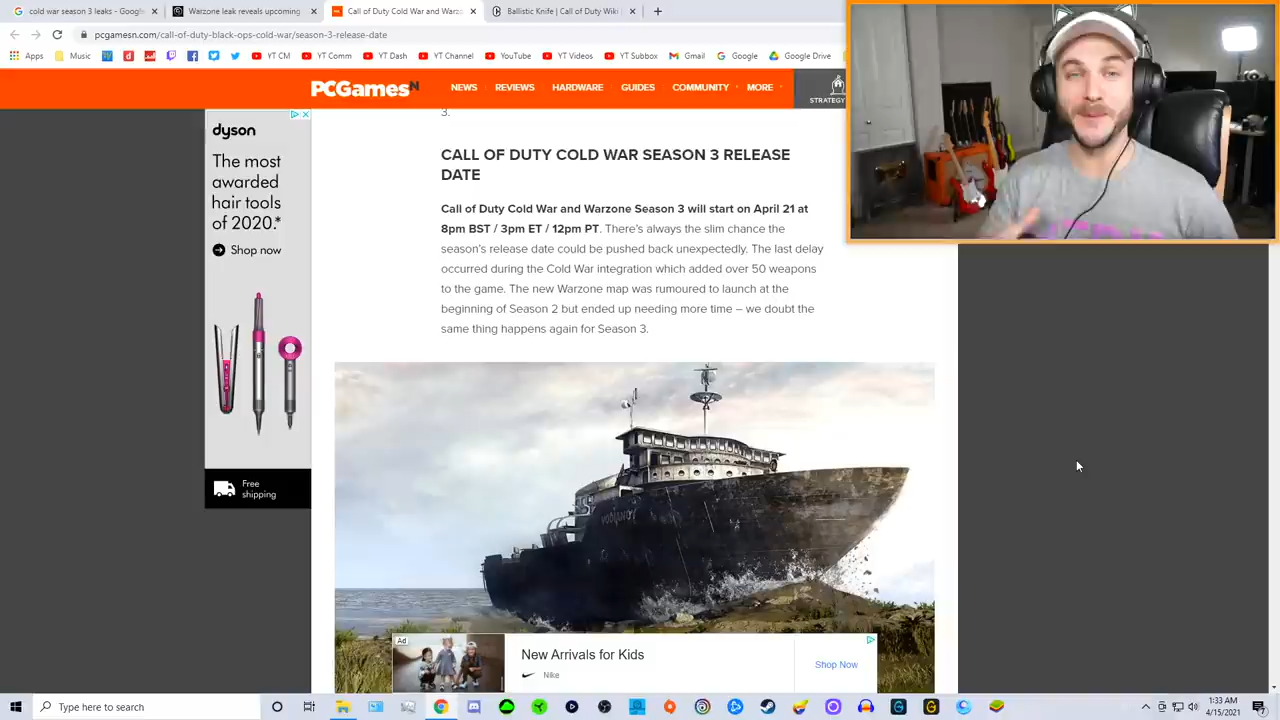 cold war season 3 leaks - Googl
Warzone leak reveals upcoming
Call of Duty Cold War and Warz
Ballistic Knife | Call of Duty Wiki
pcgamesn.com/call-of-duty-black-ops-cold-war/season-3-release-date
Apps
Music
YT CM
YT Comm
YT Dash
YT Channel
YouTube
YT Videos
YT Subbox
Gmail
Google
Google Drive
PCGamesN
NEWS
REVIEWS
HARDWARE
GUIDES
COMMUNITY
MORE
STRATEGY
3.
dyson
The most
awarded
hair tools
of 2020.*
Shop now
Free
shipping
CALL OF DUTY COLD WAR SEASON 3 RELEASE
DATE
Call of Duty Cold War and Warzone Season 3 will start on April 21 at
8pm BST / 3pm ET / 12pm PT. There's always the slim chance the
season's release date could be pushed back unexpectedly. The last delay
occurred during the Cold War integration which added over 50 weapons
to the game. The new Warzone map was rumoured to launch at the
beginning of Season 2 but ended up needing more time – we doubt the
same thing happens again for Season 3.
Ad
New Arrivals for Kids
Nike
Shop Now
Type here to search
1:33 AM
4/15/2021